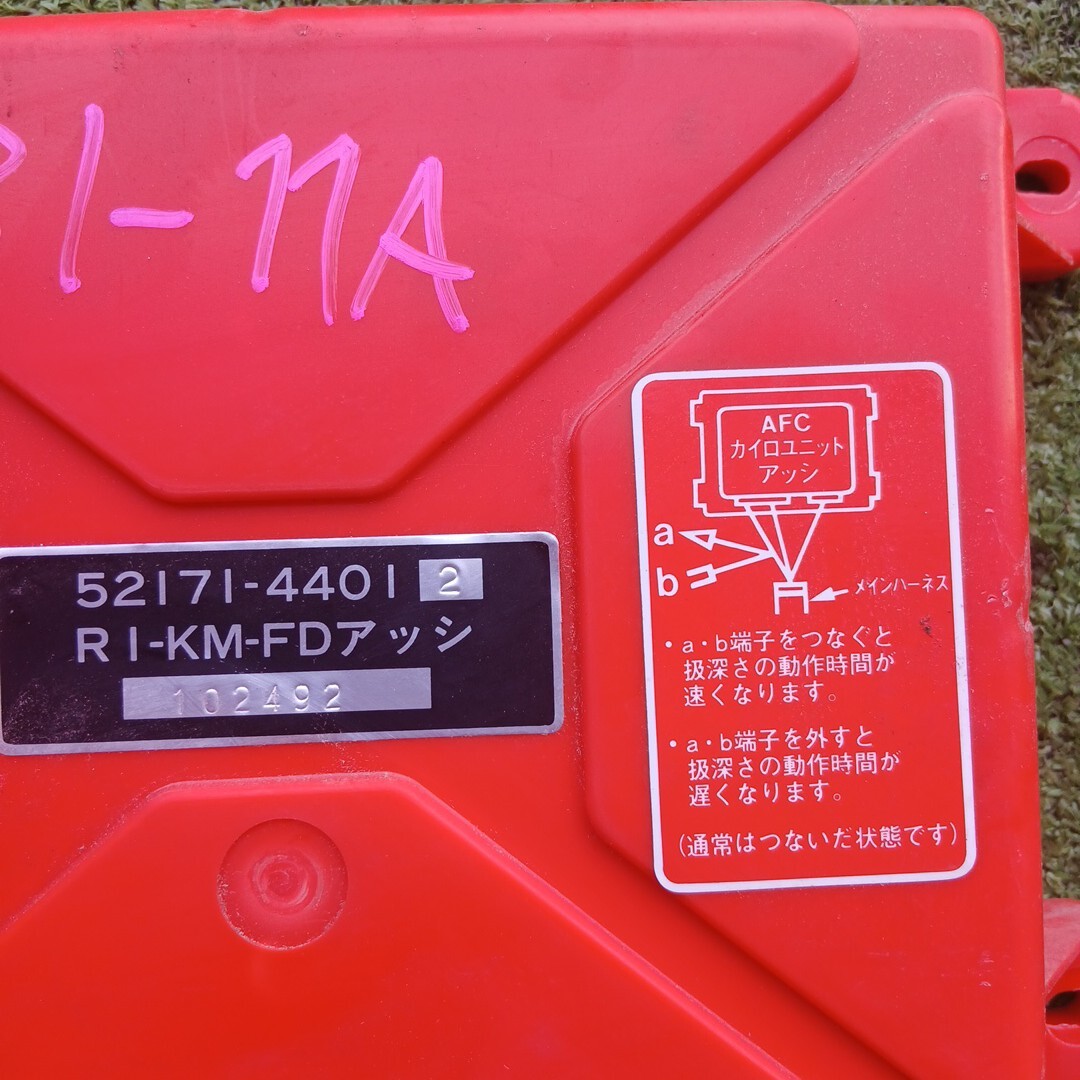 1-77A
AFC
カイロユニット
アッシ
a
b
メインハーネス
・a・b端子をつなぐと
扱深さの動作時間が
速くなります。
・a・b端子を外すと
扱深さの動作時間が
遅くなります。
(通常はつないだ状態です)
52171-4401 2
R1-KM-FDアッシ
102492